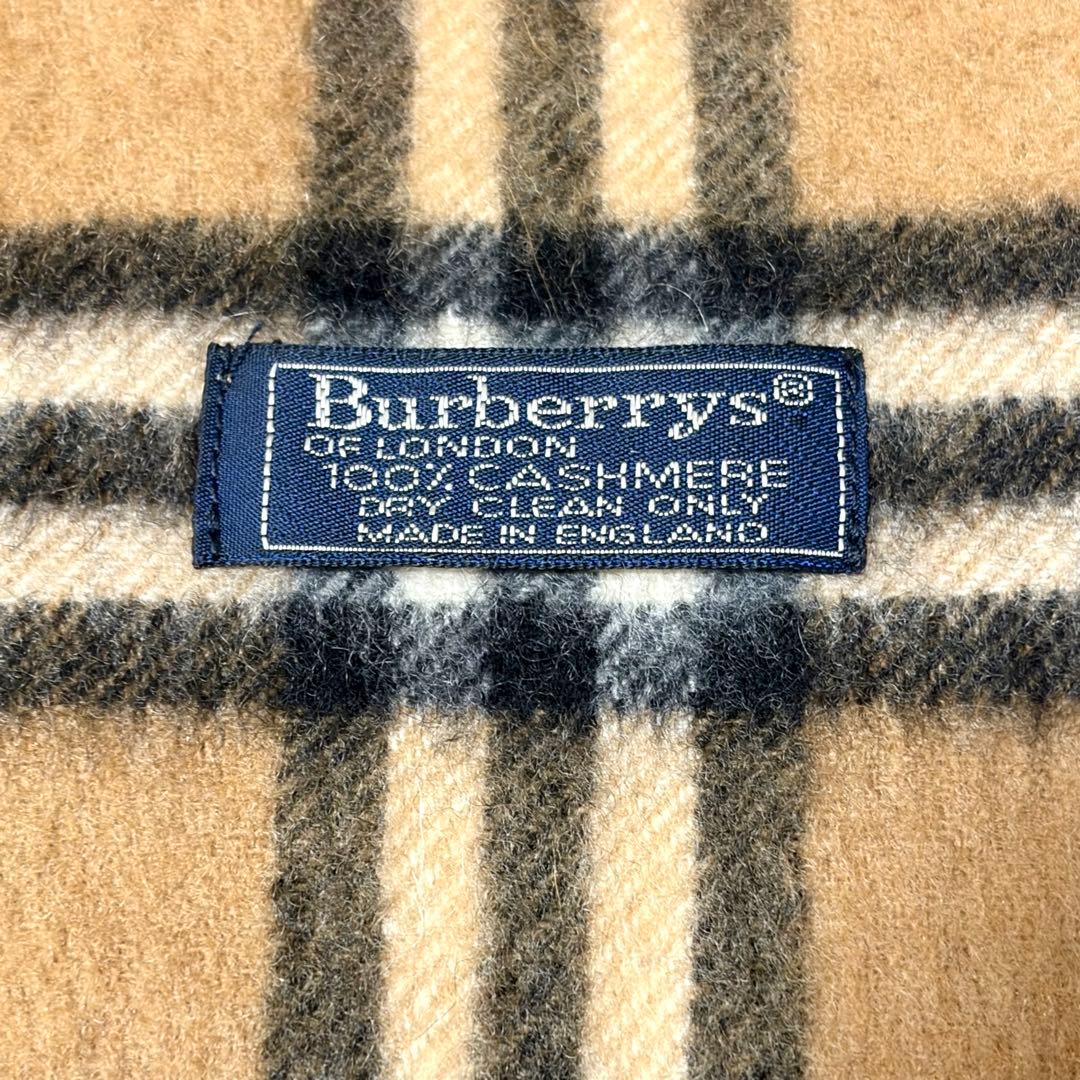 Burberrys®
OF LONDON
100% CASHMERE
DRY CLEAN ONLY
MADE IN ENGLAND